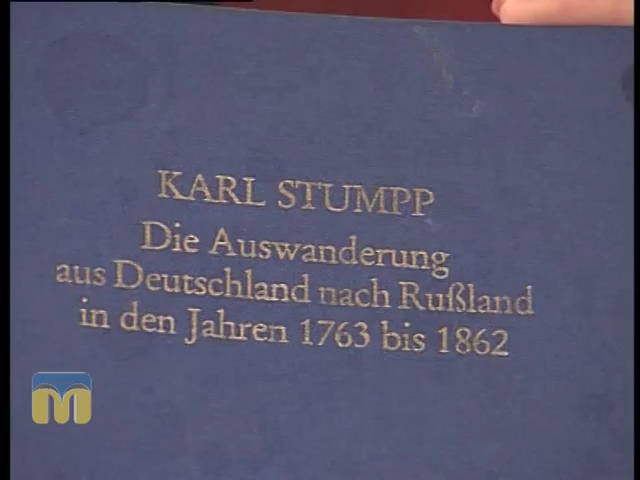 KARL STUMPP
Die Auswanderung
aus Deutschland nach Rußland
in den Jahren 1763 bis 1862
M